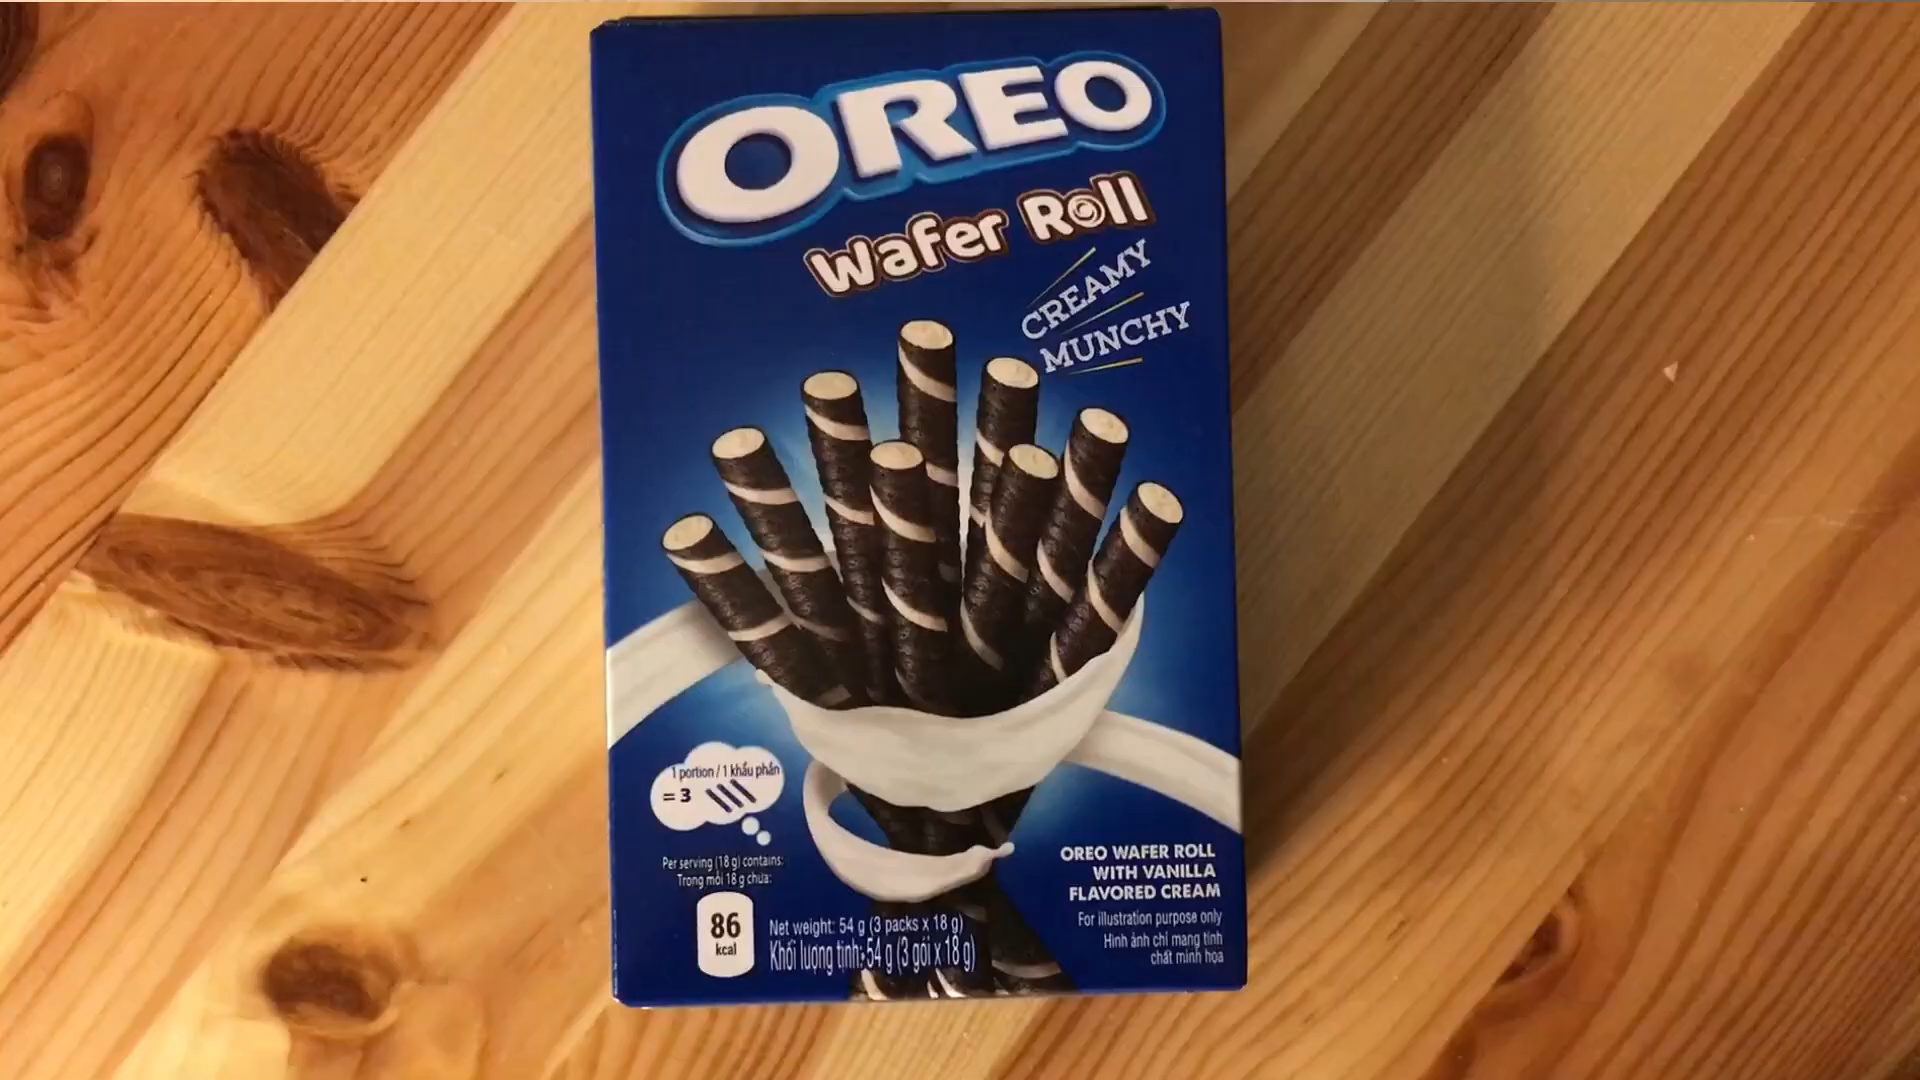 OREO
Wafer Roll
CREAMY
MUNCHY
1 portion / 1 khẩu phần
= 3
Per serving (18 g) contains:
Trong mỗi 18 g chứa:
86
kcal
Net weight: 54 g (3 packs x 18 g)
Khối lượng tịnh: 54 g (3 gói x 18 g)
OREO WAFER ROLL
WITH VANILLA
FLAVORED CREAM
For illustration purpose only
Hình ảnh chỉ mang tính
chất minh họa